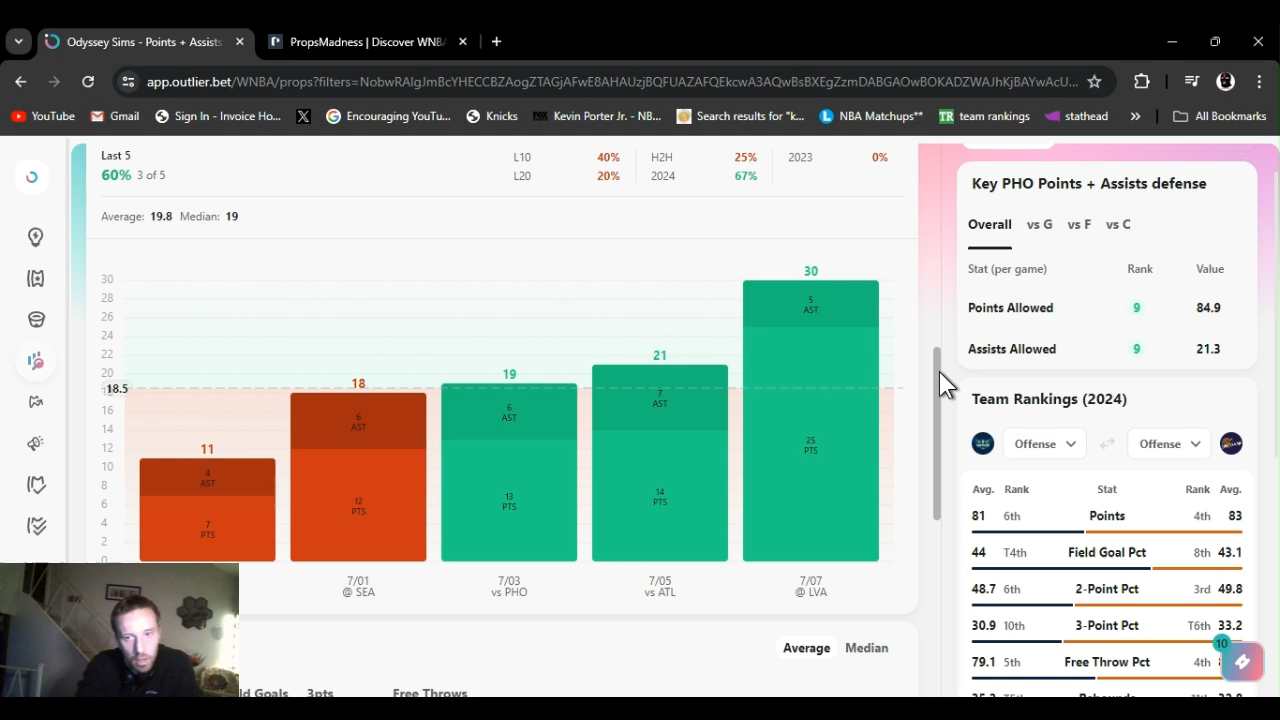 Odyssey Sims - Points + Assists
PropsMadness | Discover WNBA
app.outlier.bet/WNBA/props?filters=
YouTube
Gmail
Sign In - Invoice Ho...
X
Encouraging YouTu...
Knicks
FOX
Kevin Porter Jr. - NB...
Search results for "k...
NBA Matchups**
TR team rankings
stathead
»
All Bookmarks
Last 5
60% 3 of 5
L10 40% H2H 25% 2023 0%
L20 20% 2024 67%
Average: 19.8 Median: 19
30
28
26
24
22
20
18.5
16
14
12
10
8
6
4
2
0
11
4
AST
7
PTS
18
6
AST
12
PTS
19
6
AST
13
PTS
21
7
AST
14
PTS
30
5
AST
25
PTS
7/01
@ SEA
7/03
vs PHO
7/05
vs ATL
7/07
@ LVA
Average Median
ld Goals 3pts Free Throws
Key PHO Points + Assists defense
Overall vs G vs F vs C
Stat (per game) Rank Value
Points Allowed 9 84.9
Assists Allowed 9 21.3
Team Rankings (2024)
Offense Offense
Avg. Rank Stat Rank Avg.
81 6th Points 4th 83
44 T4th Field Goal Pct 8th 43.1
48.7 6th 2-Point Pct 3rd 49.8
30.9 10th 3-Point Pct T6th 33.2
79.1 5th Free Throw Pct 4th
10
Rebounds